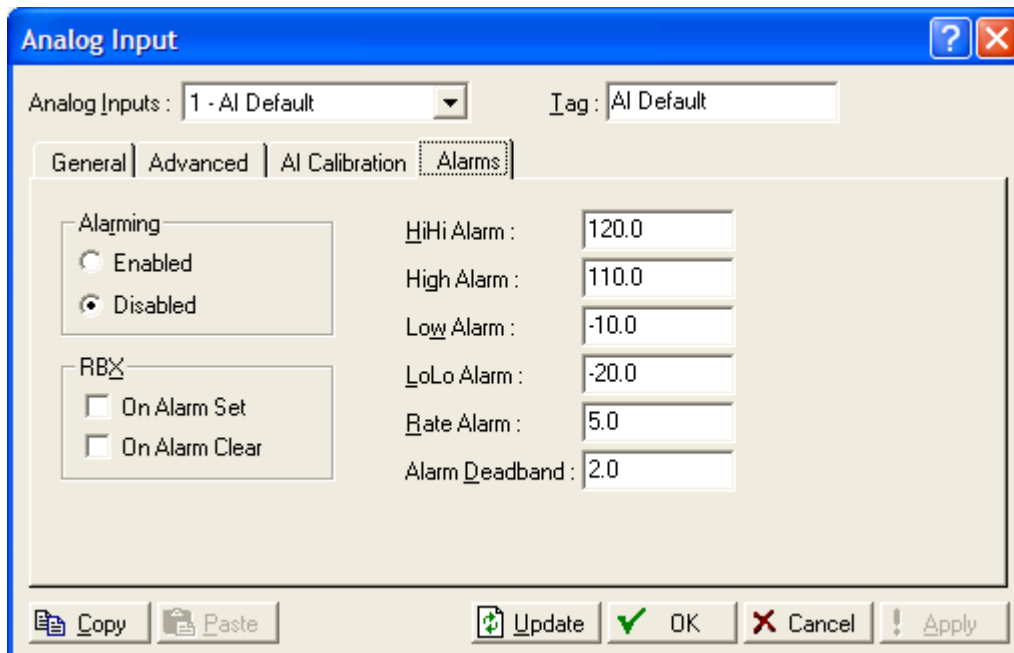 Analog Input
Analog Inputs : 1 - AI Default Tag : AI Default
General Advanced AI Calibration Alarms
Alarming
Enabled
Disabled
RBX
On Alarm Set
On Alarm Clear
HiHi Alarm : 120.0
High Alarm : 110.0
Low Alarm : -10.0
LoLo Alarm : -20.0
Rate Alarm : 5.0
Alarm Deadband : 2.0
Copy Paste Update OK Cancel Apply